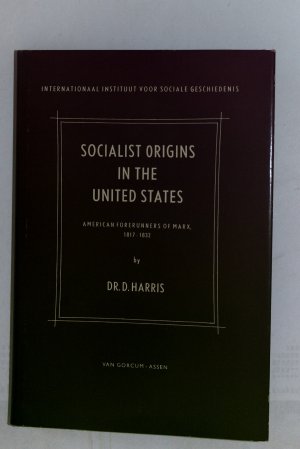 INTERNATIONAAL INSTITUUT VOOR SOCIALE GESCHIEDENIS
SOCIALIST ORIGINS
IN THE
UNITED STATES
AMERICAN FORERUNNERS OF MARX,
1817-1832
by
DR. D. HARRIS
VAN GORCUM - ASSEN